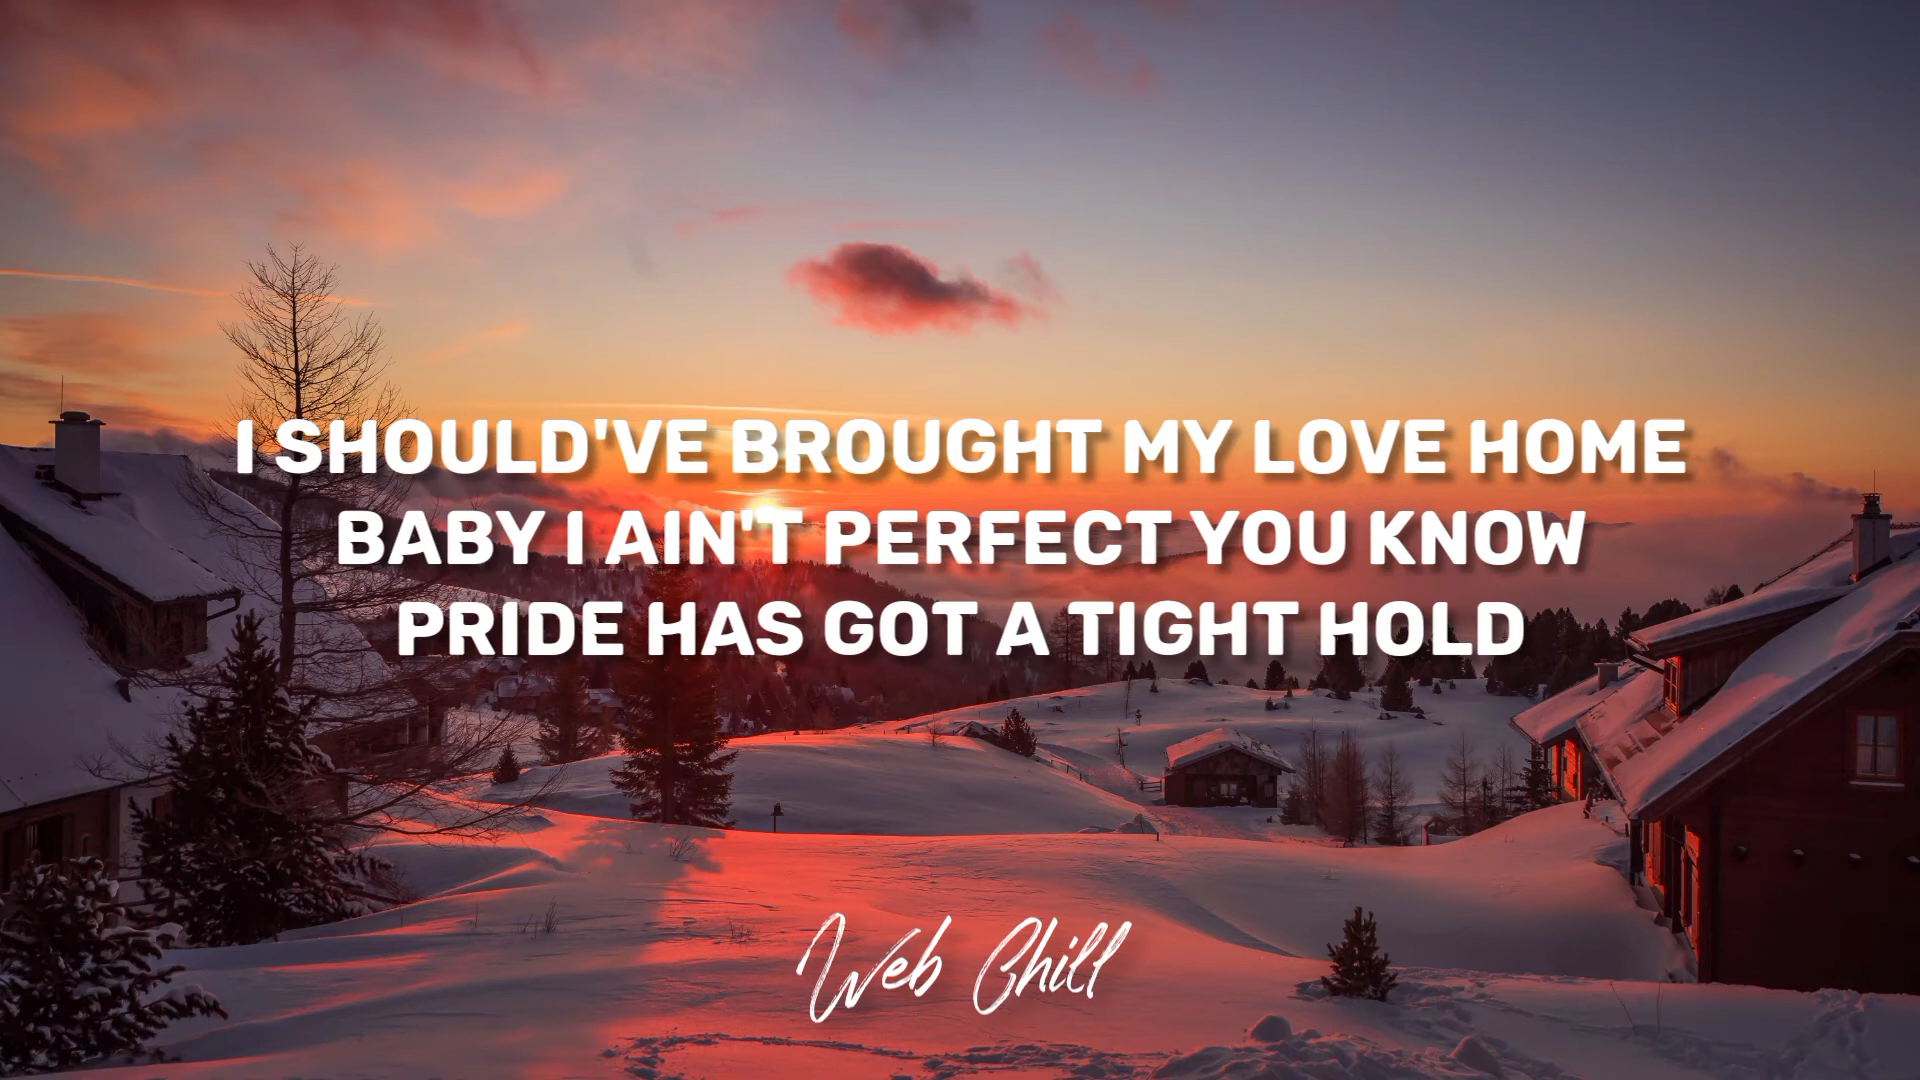 I SHOULD'VE BROUGHT MY LOVE HOME
BABY I AIN'T PERFECT YOU KNOW
PRIDE HAS GOT A TIGHT HOLD
Web Chill